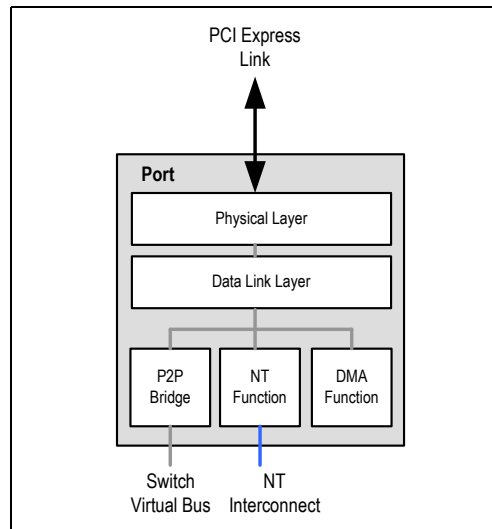 PCI Express
Link
Port
Physical Layer
Data Link Layer
P2P
Bridge
NT
Function
DMA
Function
Switch
Virtual Bus
NT
Interconnect